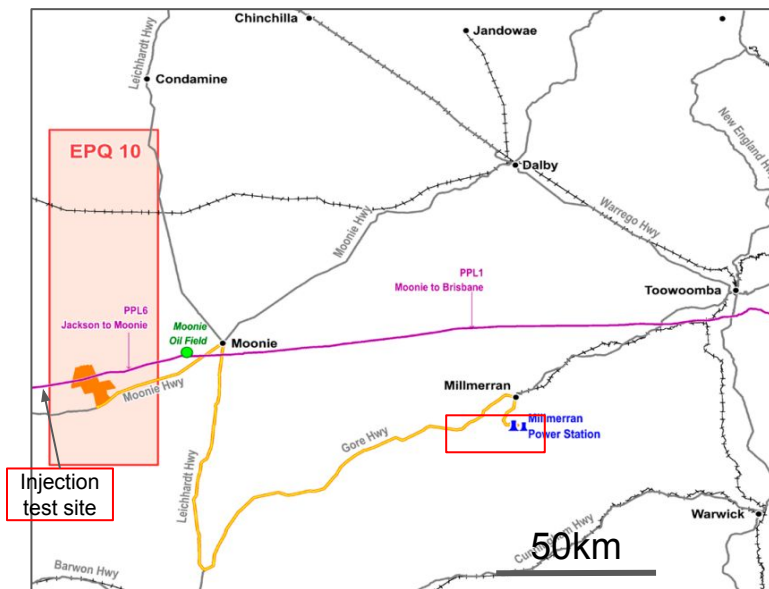 Chinchilla
Jandowae
Leichhardt Hwy
Condamine
New England Hwy
EPQ 10
Dalby
Moonie Hwy
Warrego Hwy
PPL1
Moonie to Brisbane
Toowoomba
PPL6
Jackson to Moonie
Moonie
Oil Field
Moonie
Moonie Hwy
Millmerran
Millmerran
Power Station
Gore Hwy
Leichhardt Hwy
Injection
test site
Warwick
Cunningham Hwy
50km
Barwon Hwy